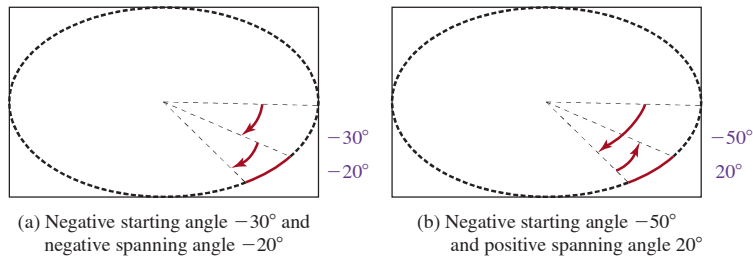 −30°
−20°
(a) Negative starting angle −30° and
negative spanning angle −20°
−50°
20°
(b) Negative starting angle −50°
and positive spanning angle 20°